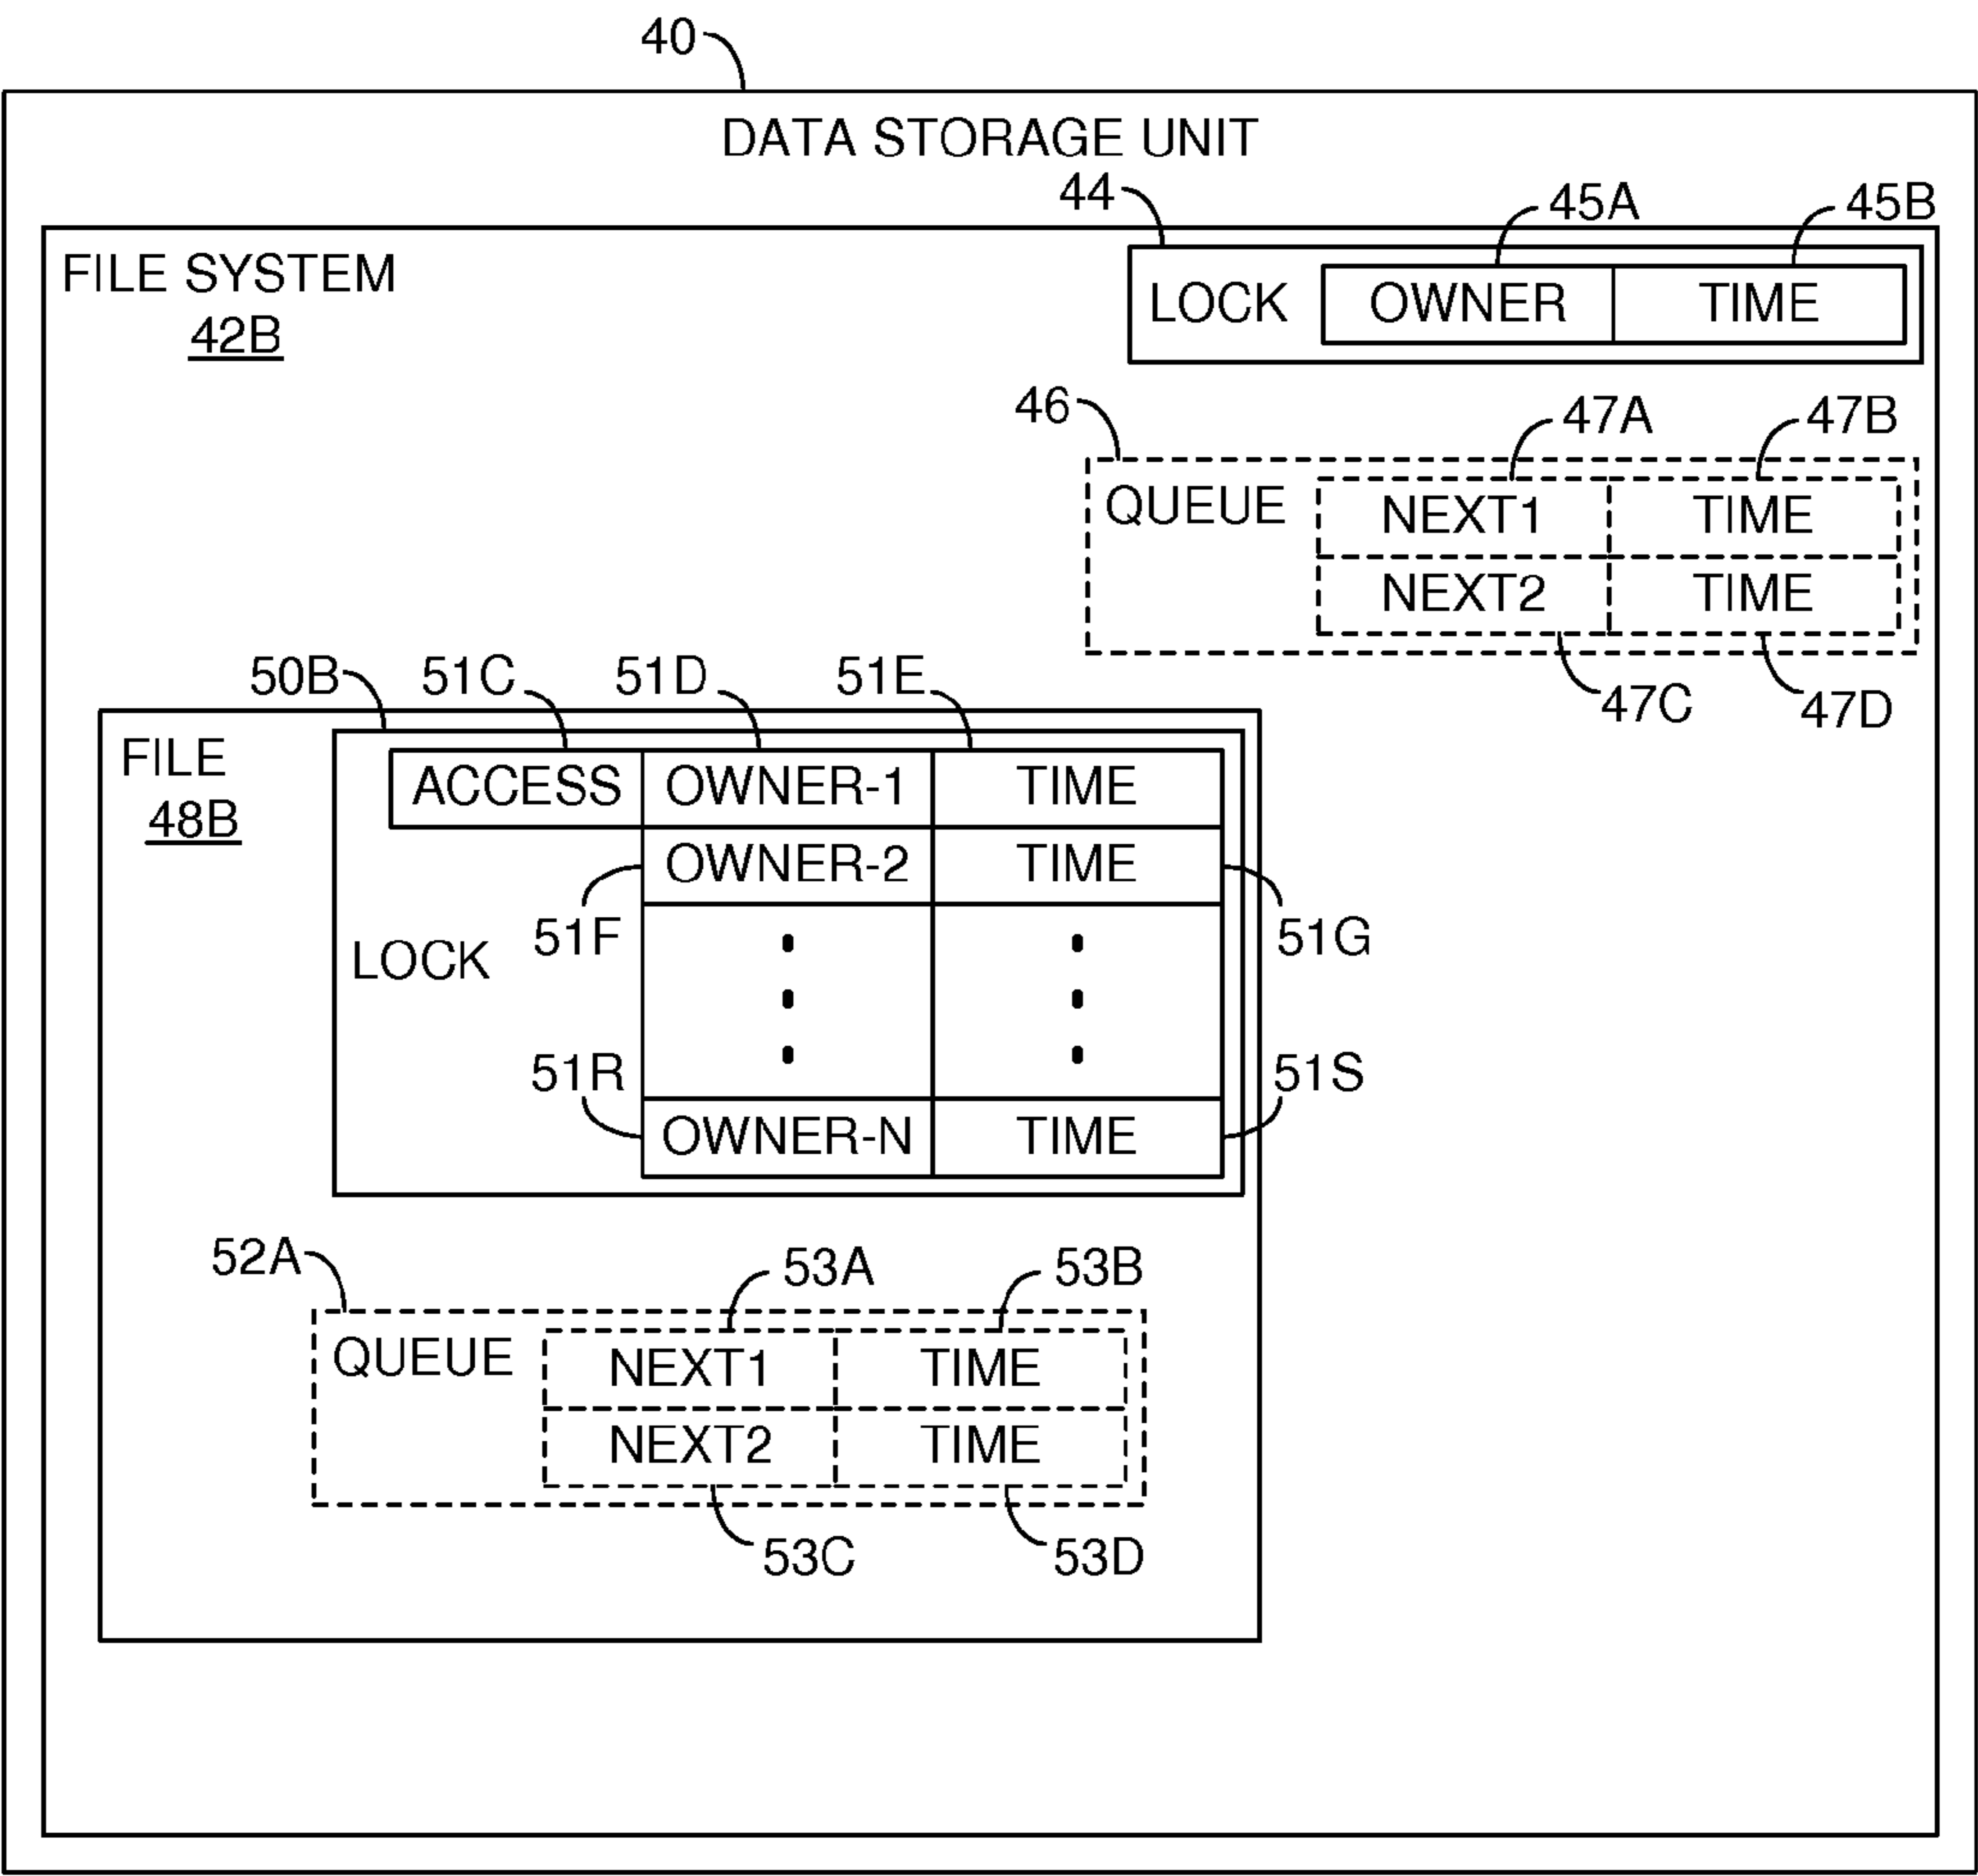 40
DATA STORAGE UNIT
44 45A 45B
FILE SYSTEM
42B
LOCK OWNER TIME
46 47A 47B
QUEUE NEXT1 TIME
NEXT2 TIME
47C 47D
50B 51C 51D 51E
FILE
48B
ACCESS OWNER-1 TIME
OWNER-2 TIME
51F 51G
LOCK
51R 51S
OWNER-N TIME
52A 53A 53B
QUEUE NEXT1 TIME
NEXT2 TIME
53C 53D